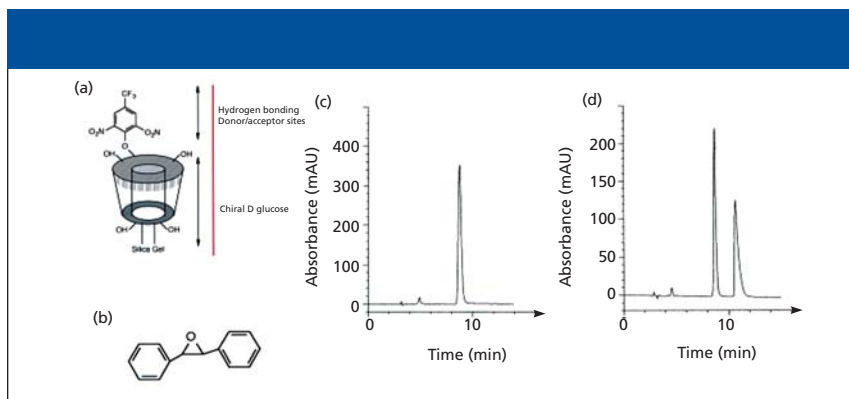 (a)
CF₃
O₂N
O₂N
O
OH
OH
OH
OH
Silica Gel
Hydrogen bonding
Donor/acceptor sites
Chiral D glucose
(b)
O
(c)
Absorbance (mAU)
400
300
200
100
0
0
10
Time (min)
(d)
Absorbance (mAU)
200
150
100
50
0
0
10
Time (min)